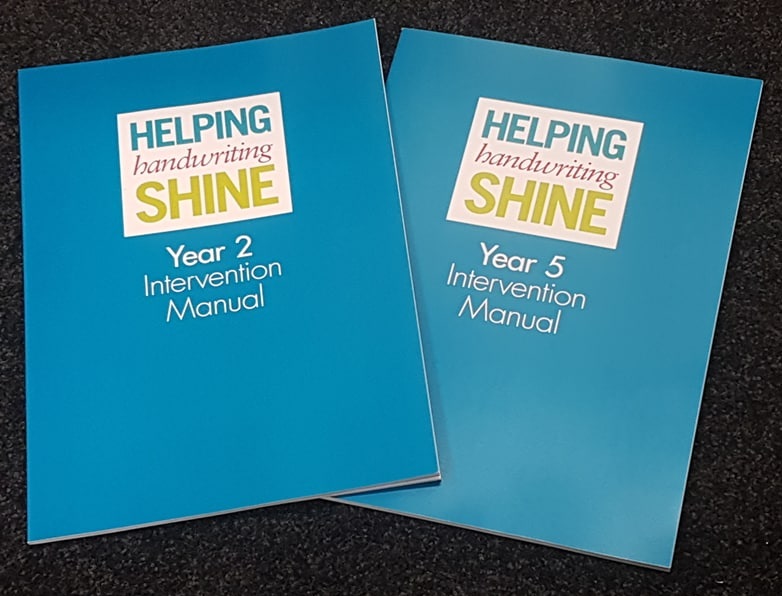 HELPING
handwriting
SHINE
Year 2
Intervention
Manual
HELPING
handwriting
SHINE
Year 5
Intervention
Manual